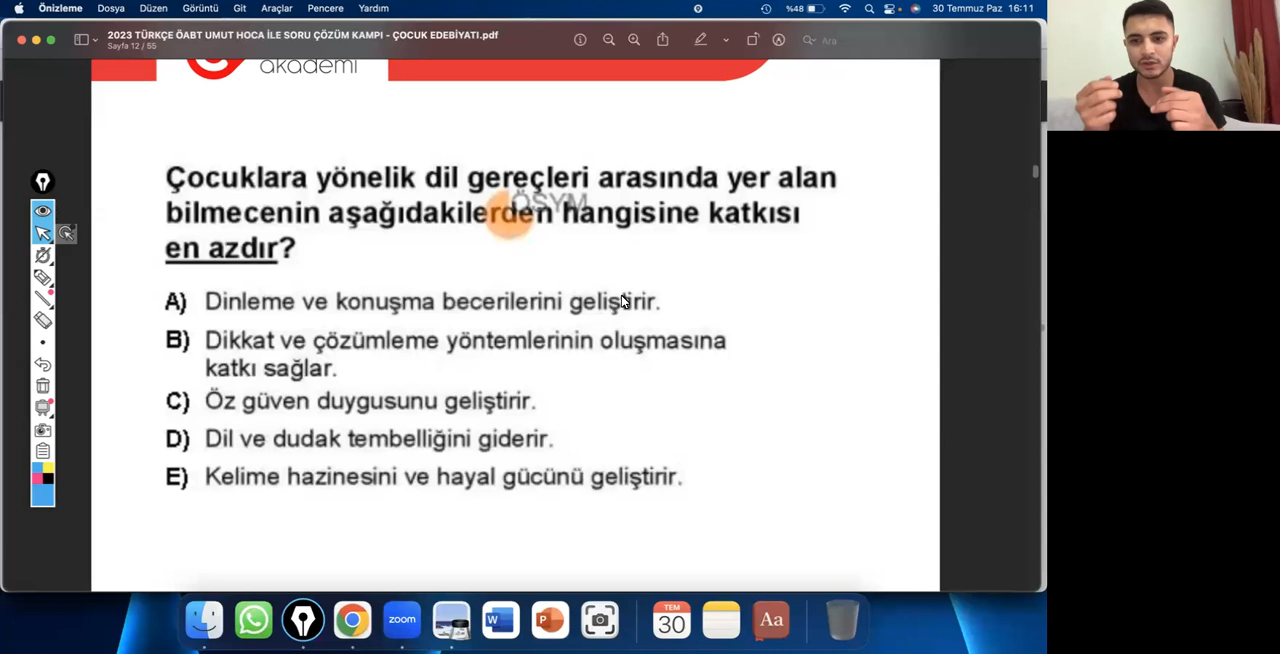 Önizleme Dosya Düzen Görüntü Git Araçlar Pencere Yardım %48 30 Temmuz Paz 16:11
2023 TÜRKÇE ÖABT UMUT HOCA İLE SORU ÇÖZÜM KAMPI - ÇOCUK EDEBİYATI.pdf
Sayfa 12 / 55
Ara
akademi
Çocuklara yönelik dil gereçleri arasında yer alan
ÖSYM
bilmecenin aşağıdakilerden hangisine katkısı
en azdır?
A) Dinleme ve konuşma becerilerini geliştirir.
B) Dikkat ve çözümleme yöntemlerinin oluşmasına
katkı sağlar.
C) Öz güven duygusunu geliştirir.
D) Dil ve dudak tembelliğini giderir.
E) Kelime hazinesini ve hayal gücünü geliştirir.
zoom
W
P
TEM
30
Aa